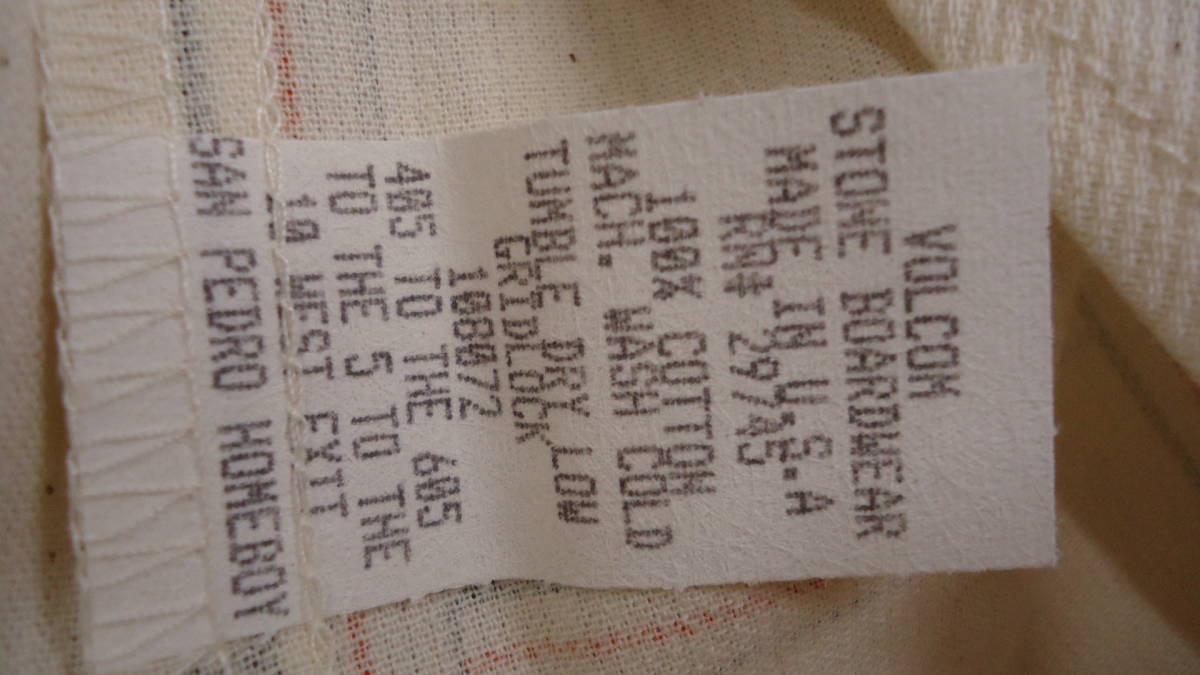 VOLCOM
STONE BOARDWEAR
MADE IN U.S.A
RN# 29745
100% COTTON
MACH. WASH COLD
TUMBLE DRY LOW
GRIDLOCK
100072
405 TO THE 605
TO THE 5 TO THE
10 WEST EXIT
SAN PEDRO HOMEBOY